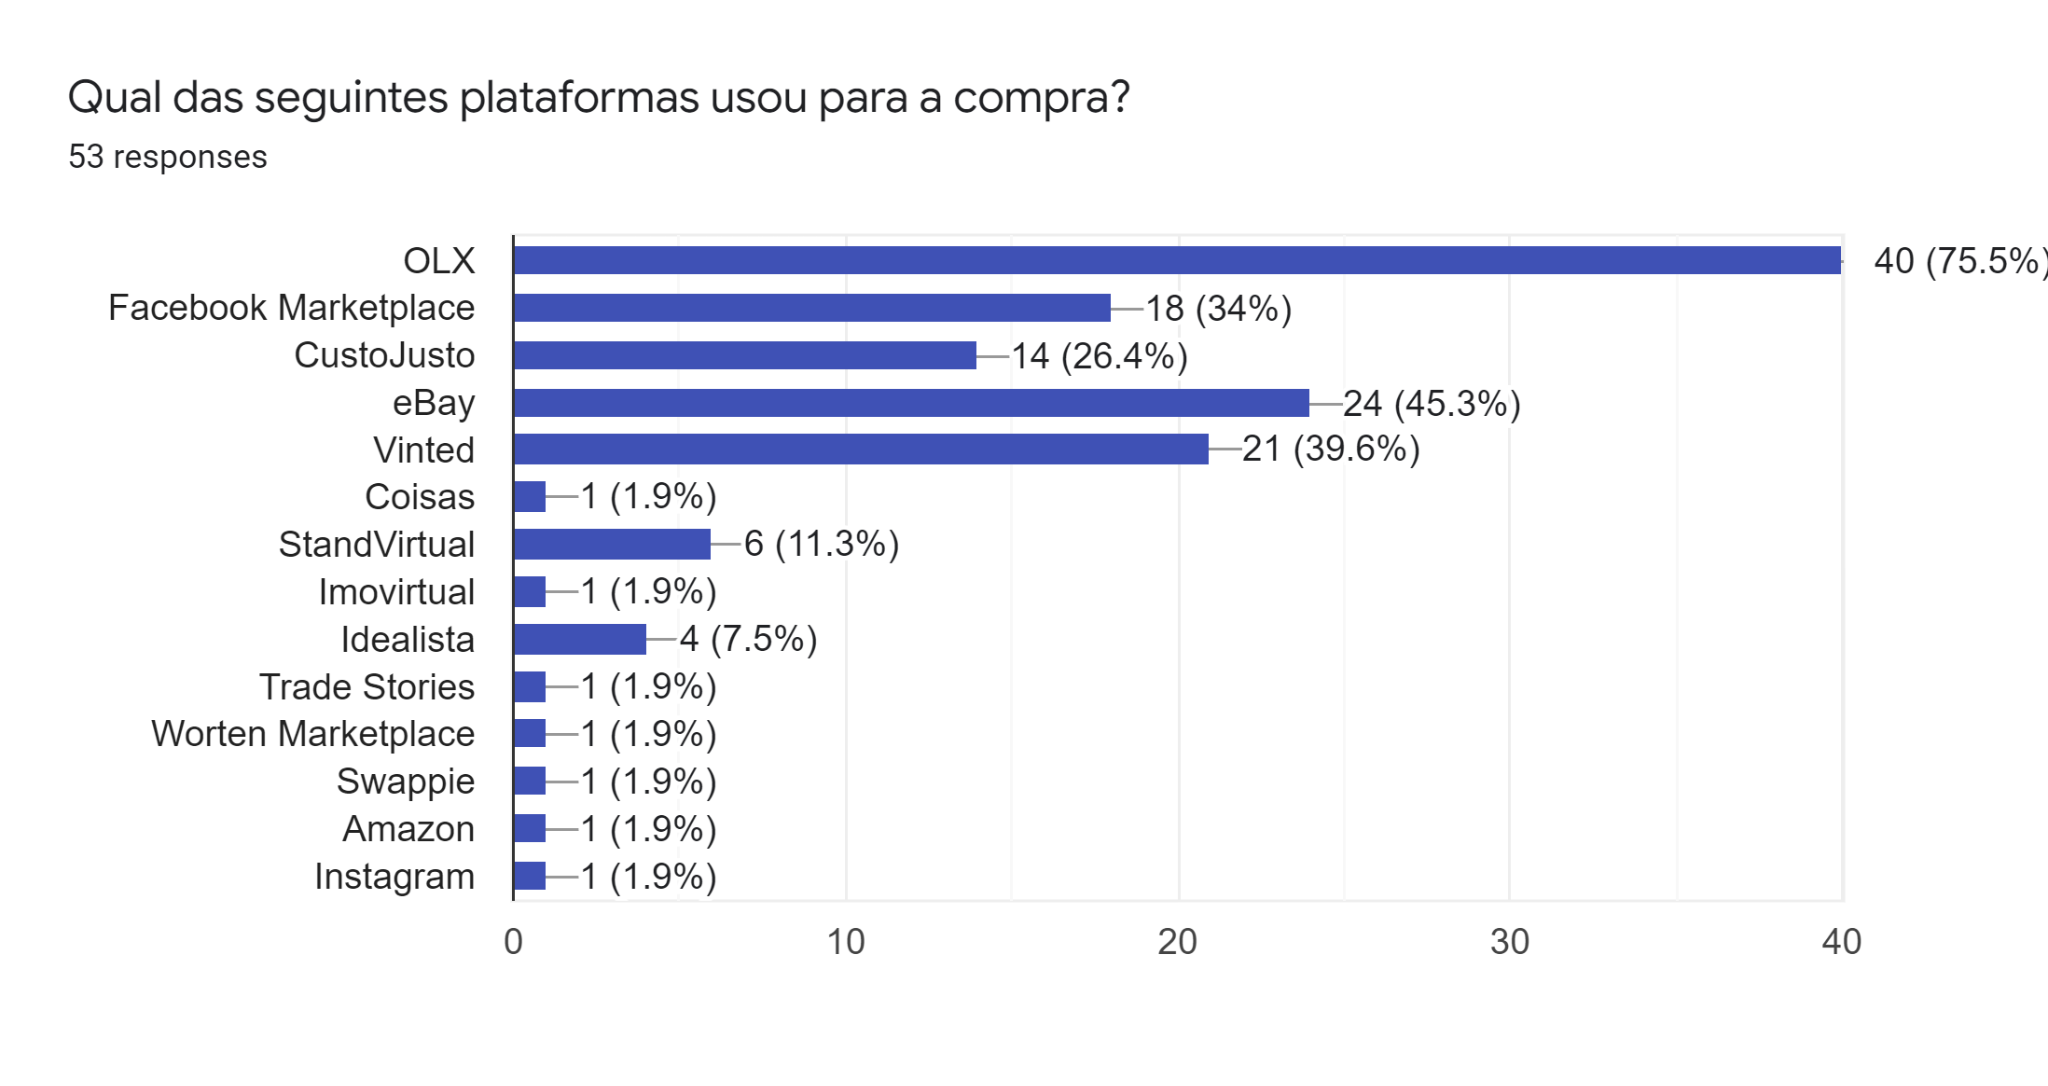 Qual das seguintes plataformas usou para a compra?
53 responses
OLX 40 (75.5%)
Facebook Marketplace 18 (34%)
CustoJusto 14 (26.4%)
eBay 24 (45.3%)
Vinted 21 (39.6%)
Coisas 1 (1.9%)
StandVirtual 6 (11.3%)
Imovirtual 1 (1.9%)
Idealista 4 (7.5%)
Trade Stories 1 (1.9%)
Worten Marketplace 1 (1.9%)
Swappie 1 (1.9%)
Amazon 1 (1.9%)
Instagram 1 (1.9%)
0 10 20 30 40